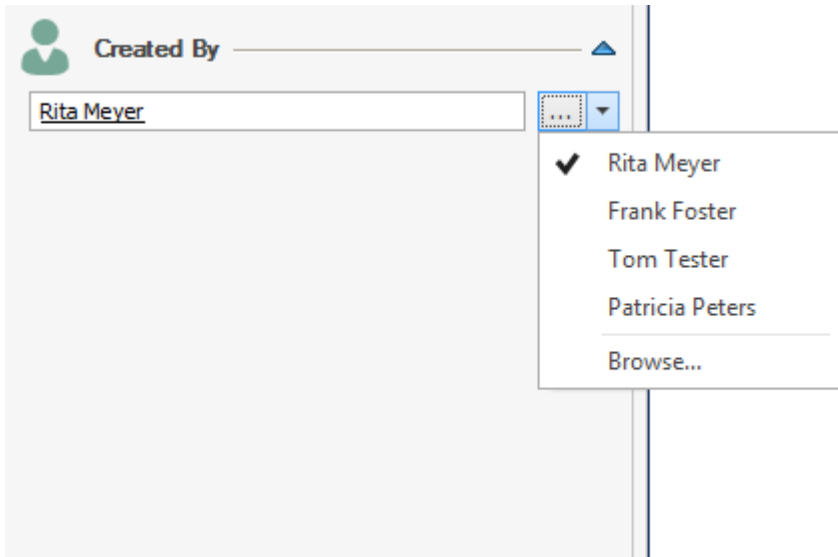 Created By
Rita Meyer
...
Rita Meyer
Frank Foster
Tom Tester
Patricia Peters
Browse...